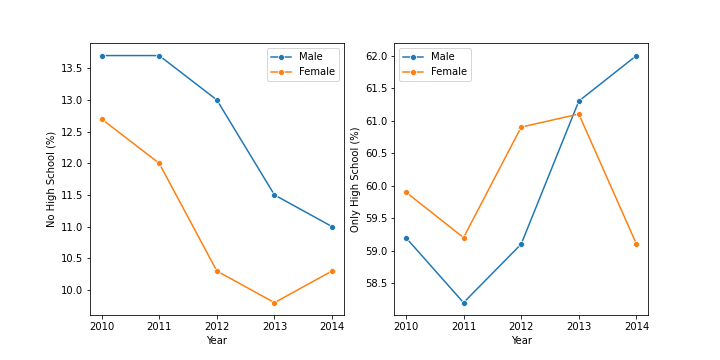 No High School (%)
13.5
13.0
12.5
12.0
11.5
11.0
10.5
10.0
2010 2011 2012 2013 2014
Year
Male
Female
Only High School (%)
62.0
61.5
61.0
60.5
60.0
59.5
59.0
58.5
2010 2011 2012 2013 2014
Year
Male
Female